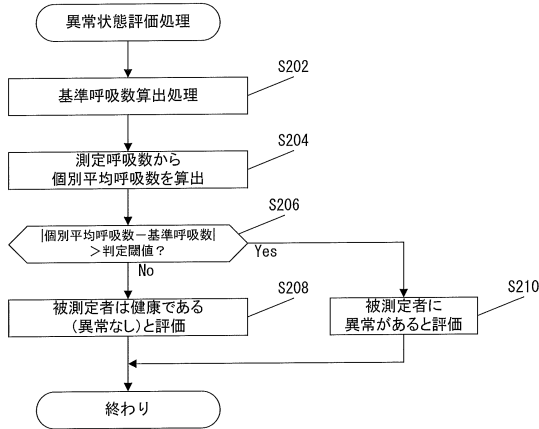 異常状態評価処理
S202
基準呼吸数算出処理
S204
測定呼吸数から
個別平均呼吸数を算出
S206
|個別平均呼吸数－基準呼吸数|
＞判定閾値？
Yes
No
S208
被測定者は健康である
(異常なし)と評価
S210
被測定者に
異常があると評価
終わり